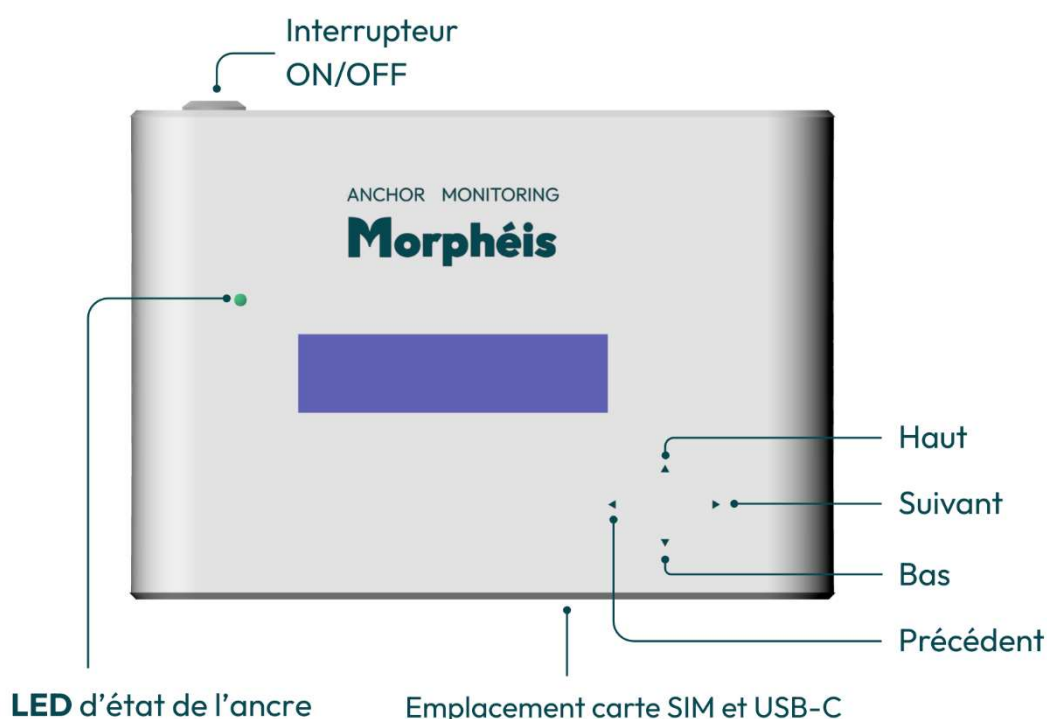 Interrupteur
ON/OFF
ANCHOR MONITORING
Morphéis
Haut
Suivant
Bas
Précédent
LED d'état de l'ancre
Emplacement carte SIM et USB-C